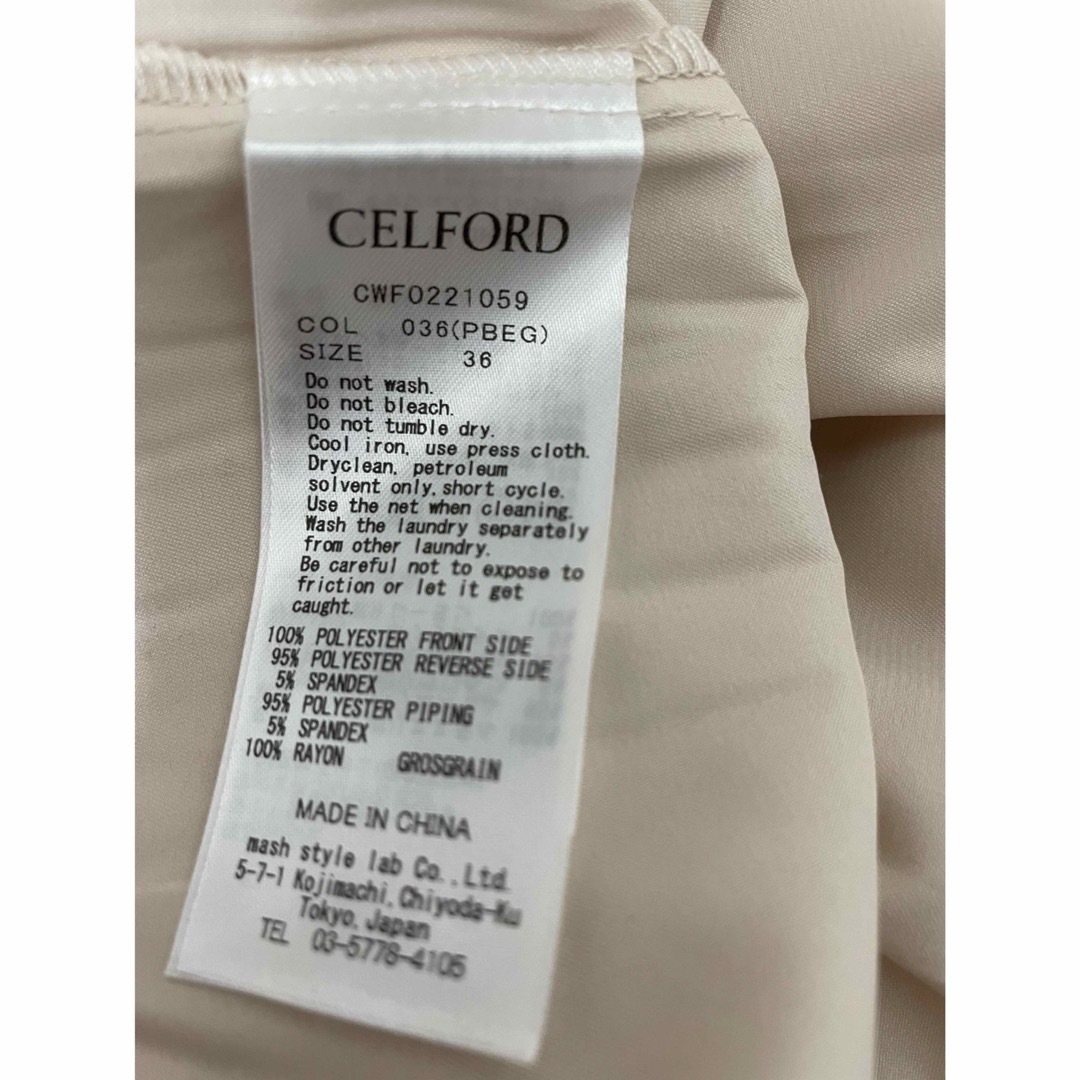 CELFORD
CWF0221059
COL 036(PBEG)
SIZE 36
Do not wash.
Do not bleach.
Do not tumble dry.
Cool iron, use press cloth.
Dryclean, petroleum
solvent only, short cycle.
Use the net when cleaning.
Wash the laundry separately
from other laundry.
Be careful not to expose to
friction or let it get
caught.
100% POLYESTER FRONT SIDE
95% POLYESTER REVERSE SIDE
5% SPANDEX
95% POLYESTER PIPING
5% SPANDEX
100% RAYON GROSGRAIN
MADE IN CHINA
mash style lab Co., Ltd.
5-7-1 Kojimachi, Chiyoda-Ku
Tokyo, Japan
TEL 03-5778-4105